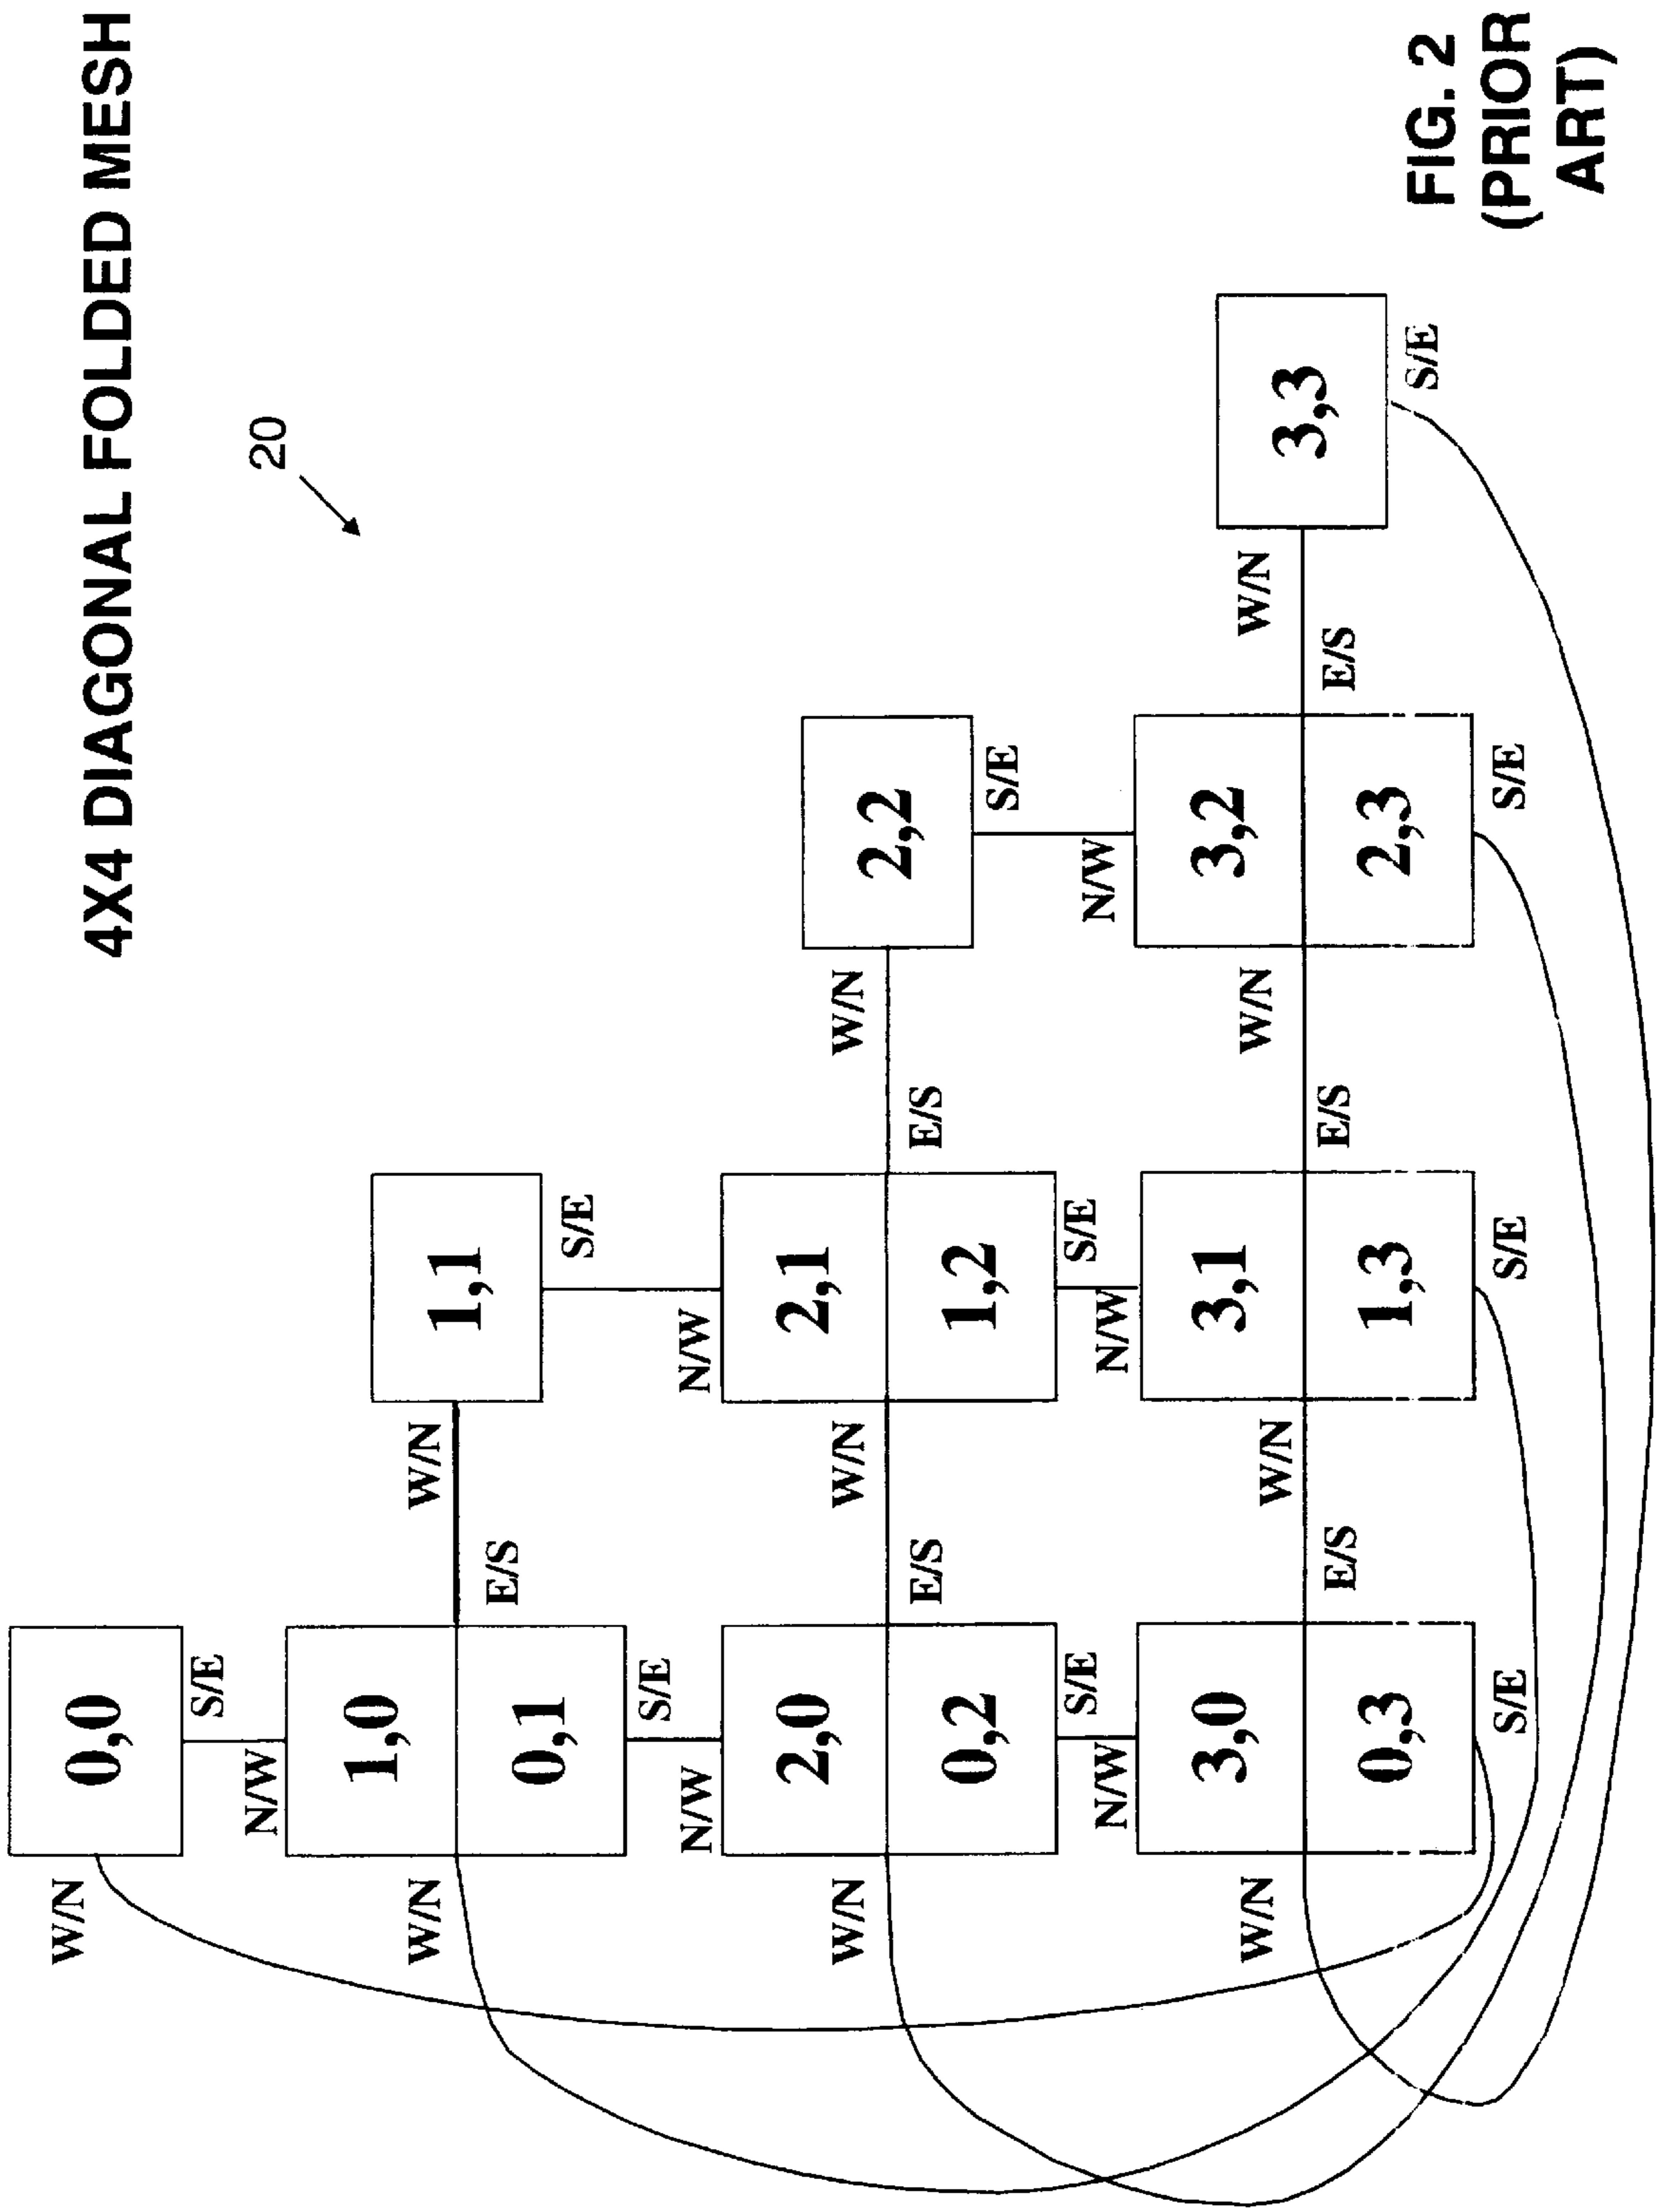 4X4 DIAGONAL FOLDED MESH
20
W/N
0,0
S/E
N/W
1,0
W/N W/N
1,1
E/S
0,1
S/E
S/E
N/W N/W
2,0 2,1
W/N W/N W/N
2,2
E/S E/S
0,2 1,2
S/E
S/E S/E
N/W N/W N/W
3,0 3,1 3,2
W/N W/N W/N W/N
3,3
E/S E/S E/S
0,3 1,3 2,3
S/E
S/E S/E S/E
FIG. 2
(PRIOR
ART)